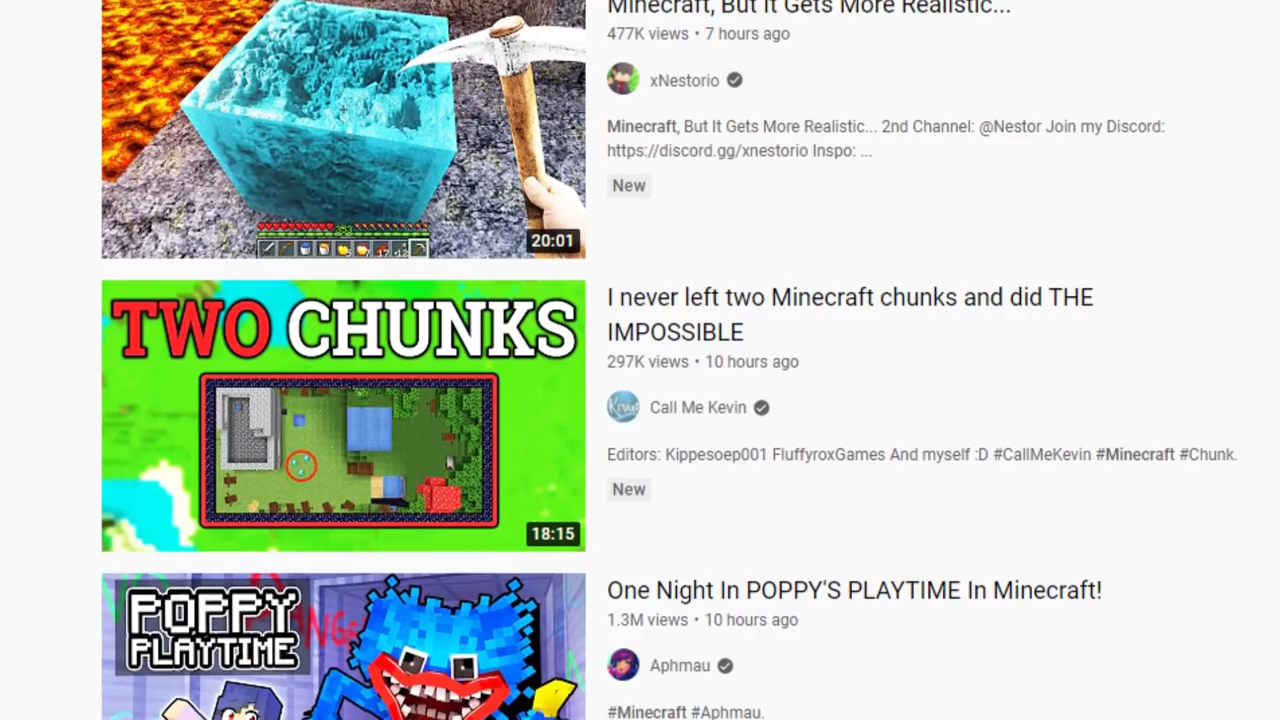 Minecraft, But It Gets More Realistic...
477K views • 7 hours ago
xNestorio
Minecraft, But It Gets More Realistic... 2nd Channel: @Nestor Join my Discord:
https://discord.gg/xnestorio Inspo: ...
New
20:01
TWO CHUNKS
18:15
I never left two Minecraft chunks and did THE
IMPOSSIBLE
297K views • 10 hours ago
Kevin
Call Me Kevin
Editors: Kippesoep001 FluffyroxGames And myself :D #CallMeKevin #Minecraft #Chunk.
New
POPPY
PLAYTIME
One Night In POPPY'S PLAYTIME In Minecraft!
1.3M views • 10 hours ago
Aphmau
#Minecraft #Aphmau.